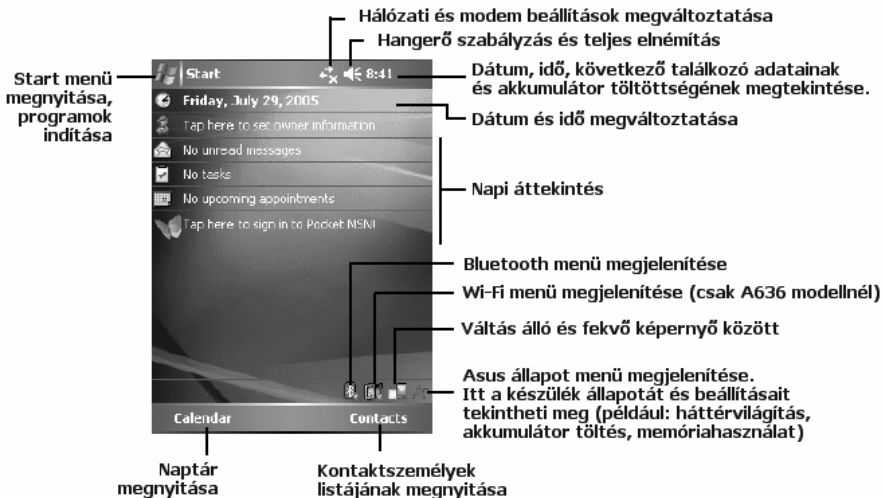 Hálózati és modem beállítások megváltoztatása
Hangerő szabályzás és teljes elnémítás
Start menü
megnyitása,
programok
indítása
Start
8:41
Dátum, idő, következő találkozó adatainak
és akkumulátor töltöttségének megtekintése.
Friday, July 29, 2005
Dátum és idő megváltoztatása
Tap here to set owner information
No unread messages
No tasks
No upcoming appointments
Tap here to sign in to Pocket MSN!
Napi áttekintés
Bluetooth menü megjelenítése
Wi-Fi menü megjelenítése (csak A636 modellnél)
Váltás álló és fekvő képernyő között
Asus állapot menü megjelenítése.
Itt a készülék állapotát és beállításait
tekintheti meg (például: háttérvilágítás,
akkumulátor töltés, memóriahasználat)
Calendar
Contacts
Naptár
megnyitása
Kontaktszemélyek
listájának megnyitása